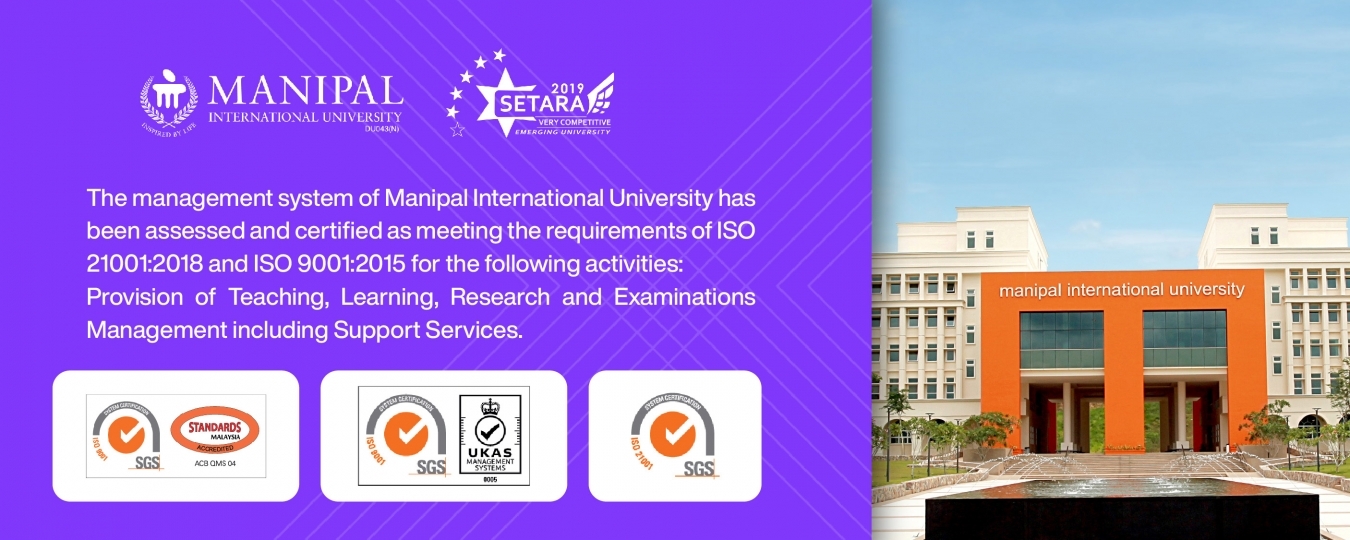 MANIPAL
INTERNATIONAL UNIVERSITY
DU043(N)
INSPIRED BY LIFE
2019
SETARA
VERY COMPETITIVE
EMERGING UNIVERSITY
The management system of Manipal International University has
been assessed and certified as meeting the requirements of ISO
21001:2018 and ISO 9001:2015 for the following activities:
Provision of Teaching, Learning, Research and Examinations
Management including Support Services.
SYSTEM CERTIFICATION
ISO 9001
SGS
STANDARDS
MALAYSIA
ACCREDITED
ACB QMS 04
SYSTEM CERTIFICATION
ISO 9001
SGS
UKAS
MANAGEMENT
SYSTEMS
0005
SYSTEM CERTIFICATION
ISO 21001
SGS
manipal international university